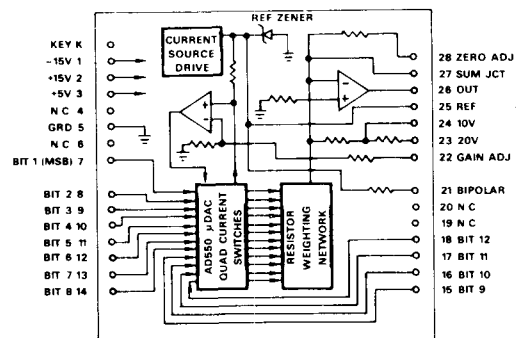 REF ZENER
CURRENT
SOURCE
DRIVE
KEY K
-15V 1
+15V 2
+5V 3
NC 4
GRD 5
NC 6
BIT 1 (MSB) 7
BIT 2 8
BIT 3 9
BIT 4 10
BIT 5 11
BIT 6 12
BIT 7 13
BIT 8 14
+
-
-
+
AD550 μDAC
QUAD CURRENT
SWITCHES
RESISTOR
WEIGHTING
NETWORK
28 ZERO ADJ
27 SUM JCT
26 OUT
25 REF
24 10V
23 20V
22 GAIN ADJ
21 BIPOLAR
20 NC
19 NC
18 BIT 12
17 BIT 11
16 BIT 10
15 BIT 9